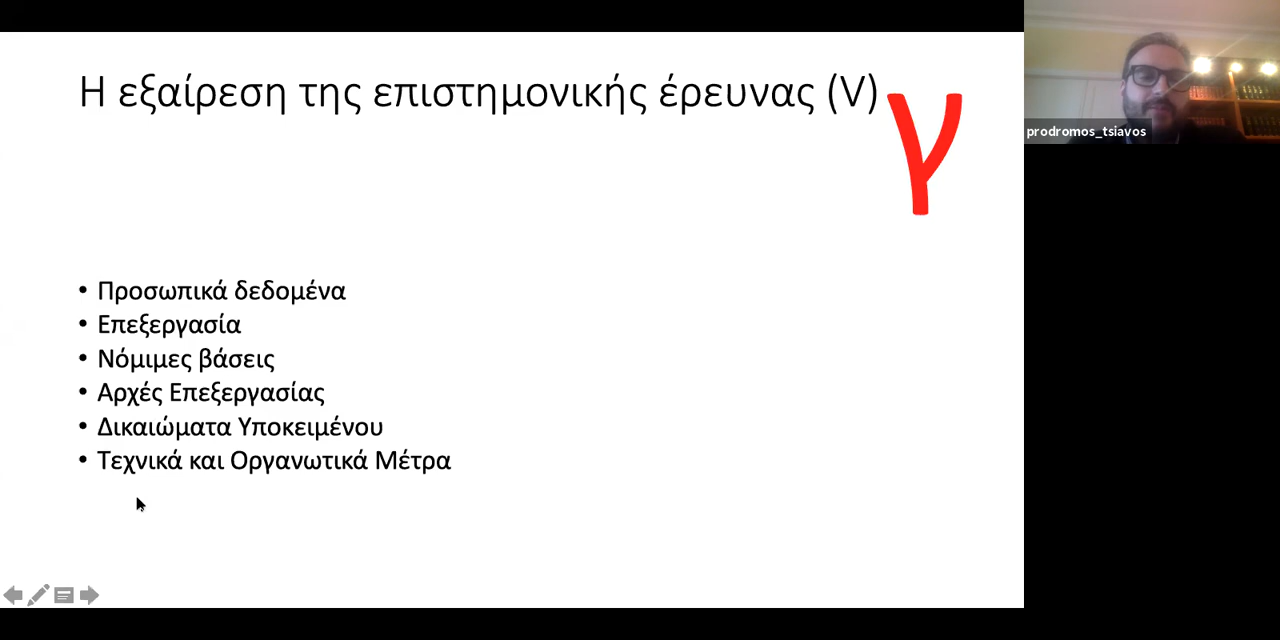 Η εξαίρεση της επιστημονικής έρευνας (V)
γ
• Προσωπικά δεδομένα
• Επεξεργασία
• Νόμιμες βάσεις
• Αρχές Επεξεργασίας
• Δικαιώματα Υποκειμένου
• Τεχνικά και Οργανωτικά Μέτρα
prodromos_tsiavos